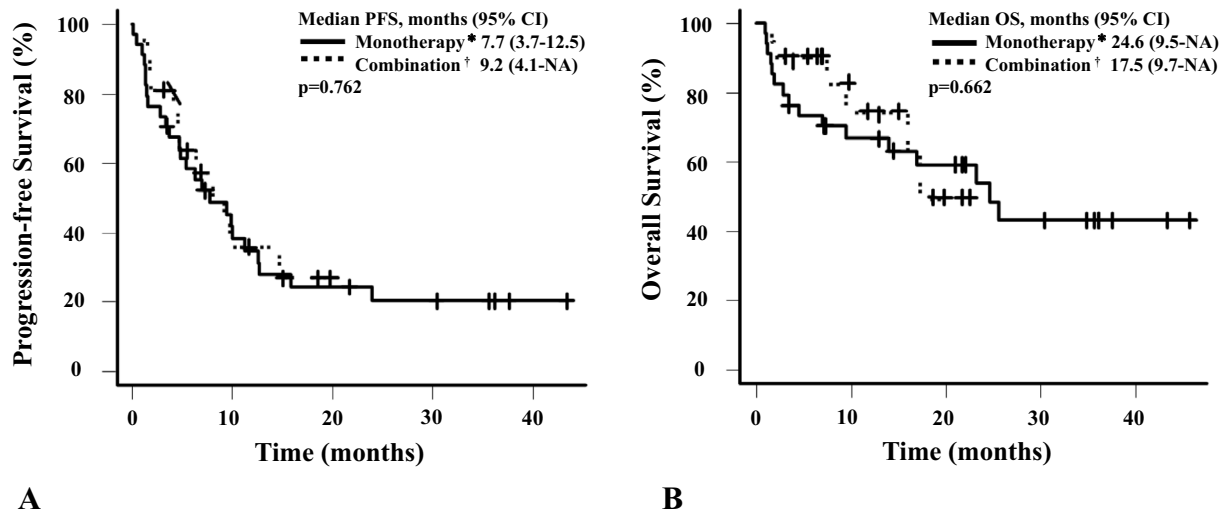 Median PFS, months (95% CI)
Monotherapy* 7.7 (3.7-12.5)
Combination† 9.2 (4.1-NA)
p=0.762
Progression-free Survival (%)
100
80
60
40
20
0
0 10 20 30 40
Time (months)
A
Median OS, months (95% CI)
Monotherapy* 24.6 (9.5-NA)
Combination† 17.5 (9.7-NA)
p=0.662
Overall Survival (%)
100
80
60
40
20
0
0 10 20 30 40
Time (months)
B